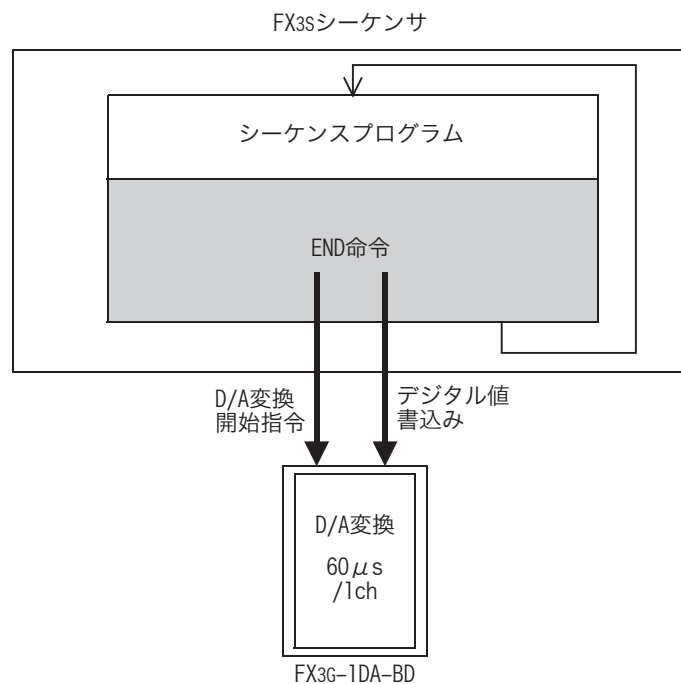 FX3Sシーケンサ
シーケンスプログラム
END命令
D/A変換
開始指令
デジタル値
書込み
D/A変換
60μs
/1ch
FX3G-1DA-BD